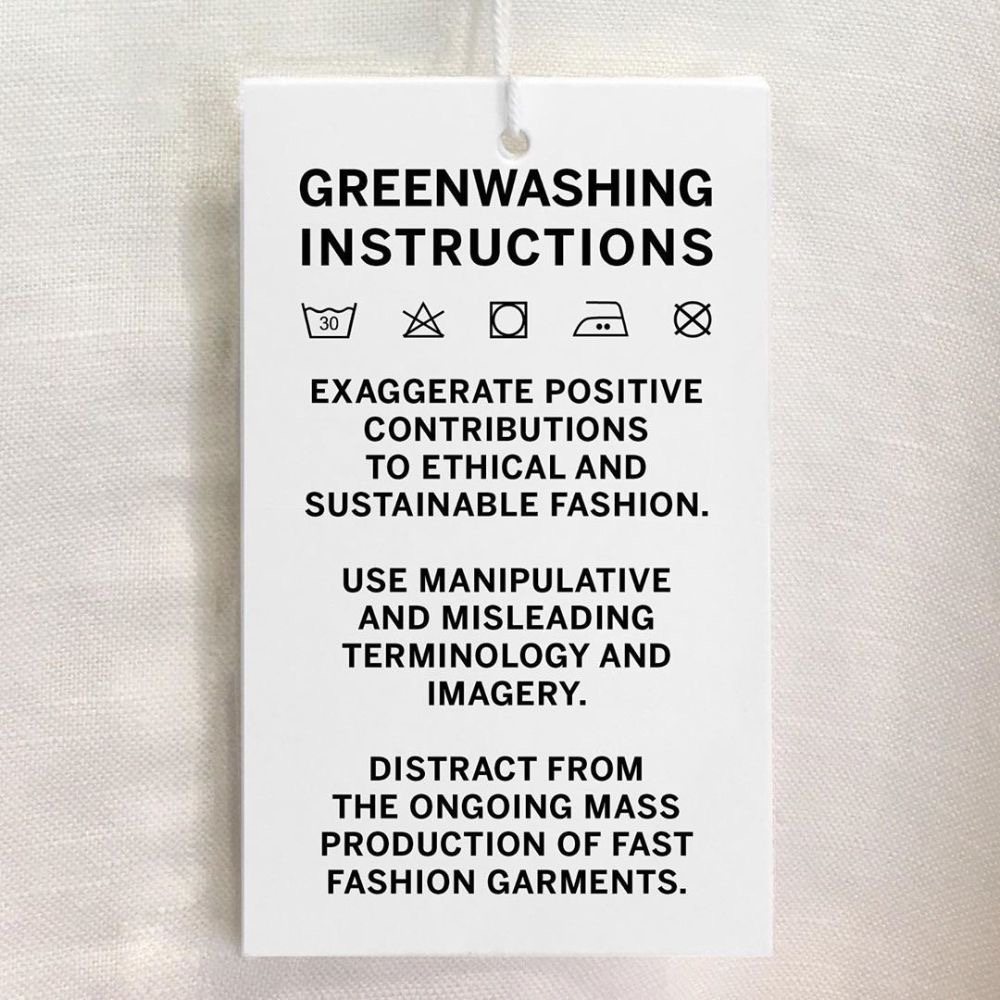 GREENWASHING
INSTRUCTIONS
30
EXAGGERATE POSITIVE
CONTRIBUTIONS
TO ETHICAL AND
SUSTAINABLE FASHION.
USE MANIPULATIVE
AND MISLEADING
TERMINOLOGY AND
IMAGERY.
DISTRACT FROM
THE ONGOING MASS
PRODUCTION OF FAST
FASHION GARMENTS.